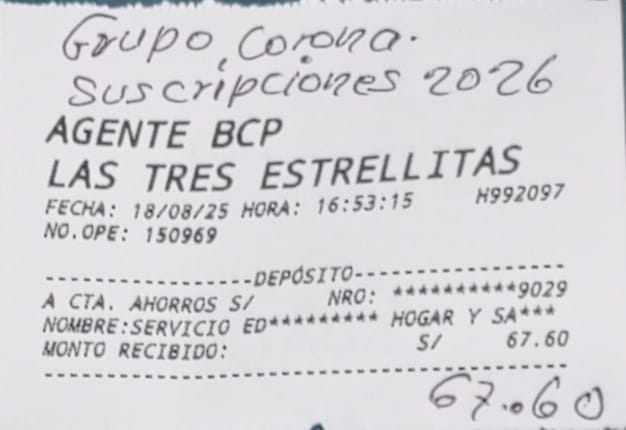 Grupo Corona.
Suscripciones 2026
AGENTE BCP
LAS TRES ESTRELLITAS
FECHA: 18/08/25 HORA: 16:53:15 H992097
NO.OPE: 150969
--------------------DEPÓSITO--------------------
A CTA. AHORROS S/ NRO: **********9029
NOMBRE:SERVICIO ED********* HOGAR Y SA***
MONTO RECIBIDO: S/ 67.60
--------------------------------------------------
67.60